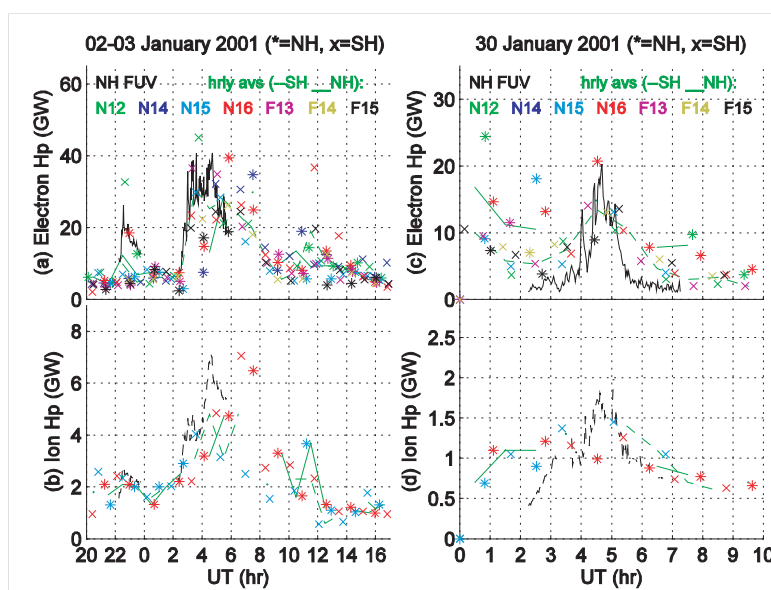 02-03 January 2001 (*=NH, x=SH)
60
40
20
0
(a) Electron Hp (GW)
NH FUV hrly avs (--SH __NH):
N12 N14 N15 N16 F13 F14 F15
8
6
4
2
0
(b) Ion Hp (GW)
20 22 0 2 4 6 8 10 12 14 16
UT (hr)
30 January 2001 (*=NH, x=SH)
30
20
10
0
(c) Electron Hp (GW)
NH FUV hrly avs (--SH __NH):
N12 N14 N15 N16 F13 F14 F15
2
1.5
1
0.5
0
(d) Ion Hp (GW)
0 1 2 3 4 5 6 7 8 9 10
UT (hr)